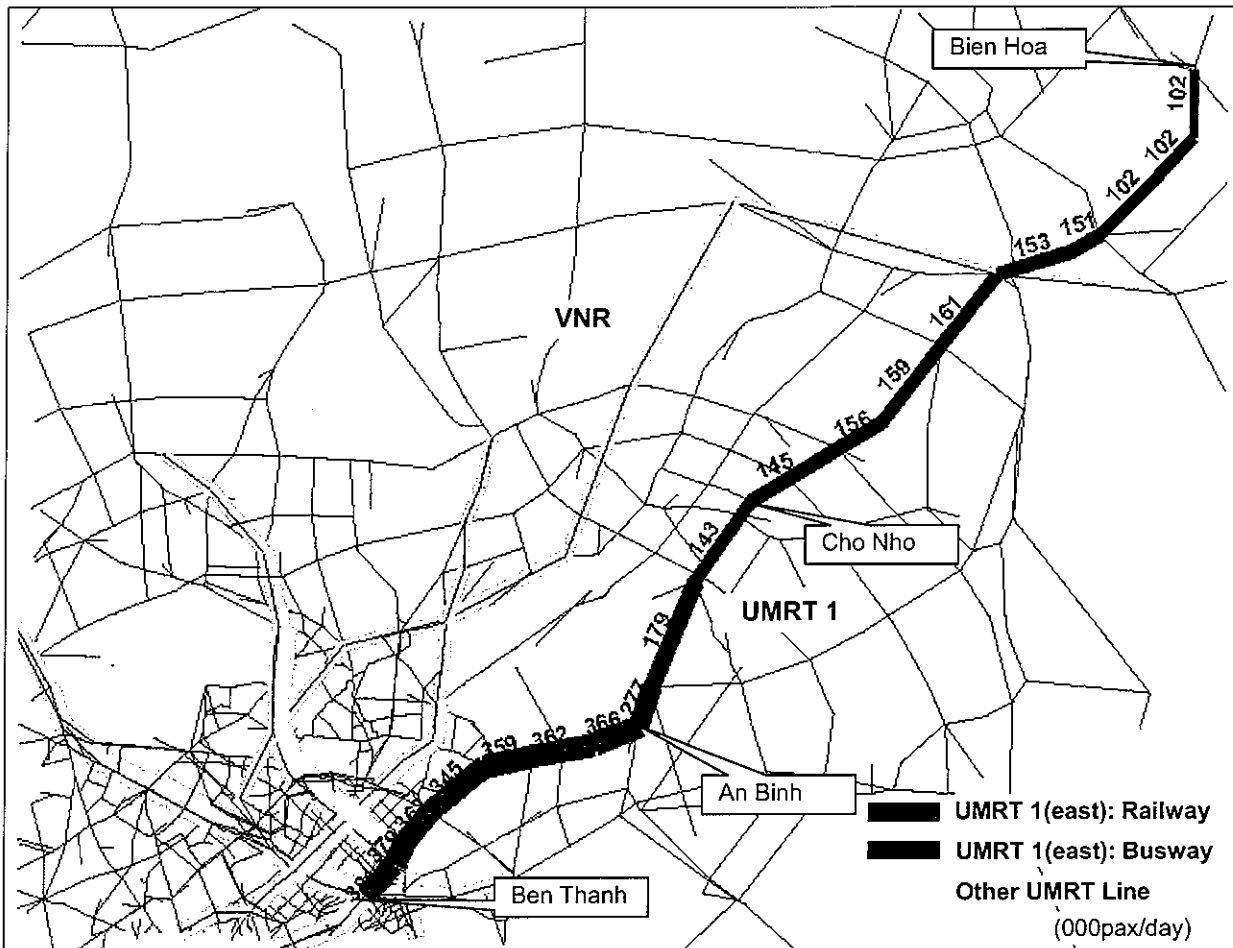 Bien Hoa
102
102
102
151
153
161
VNR
159
156
145
Cho Nho
143
UMRT 1
179
277
366
362
359
345
An Binh
UMRT 1(east): Railway
379
UMRT 1(east): Busway
Ben Thanh
Other UMRT Line
(000pax/day)